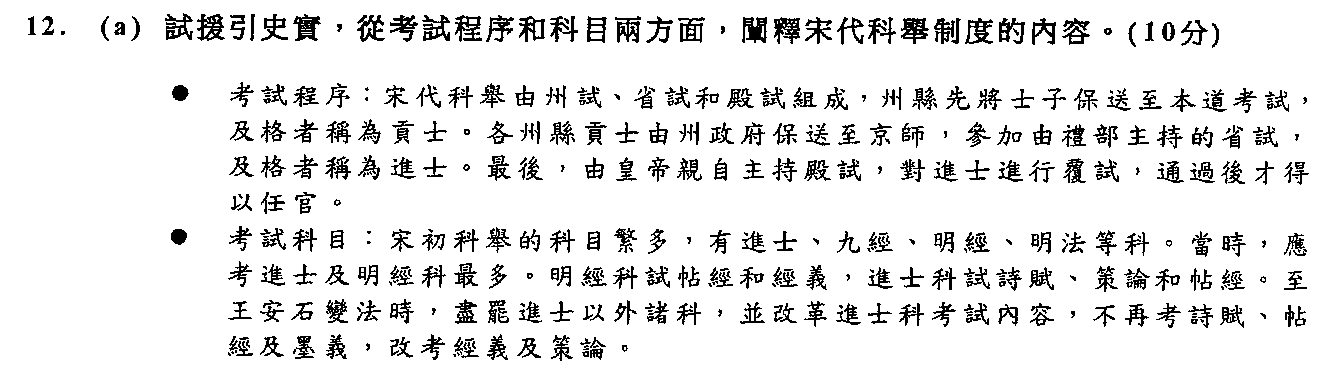 12. (a) 試援引史實，從考試程序和科目兩方面，闡釋宋代科舉制度的內容。(10分)
● 考試程序：宋代科舉由州試、省試和殿試組成，州縣先將士子保送至本道考試，
及格者稱為貢士。各州縣貢士由州政府保送至京師，參加由禮部主持的省試，
及格者稱為進士。最後，由皇帝親自主持殿試，對進士進行覆試，通過後才得
以任官。
● 考試科目：宋初科舉的科目繁多，有進士、九經、明經、明法等科。當時，應
考進士及明經科最多。明經科試帖經和經義，進士科試詩賦、策論和帖經。至
王安石變法時，盡罷進士以外諸科，並改革進士科考試內容，不再考詩賦、帖
經及墨義，改考經義及策論。